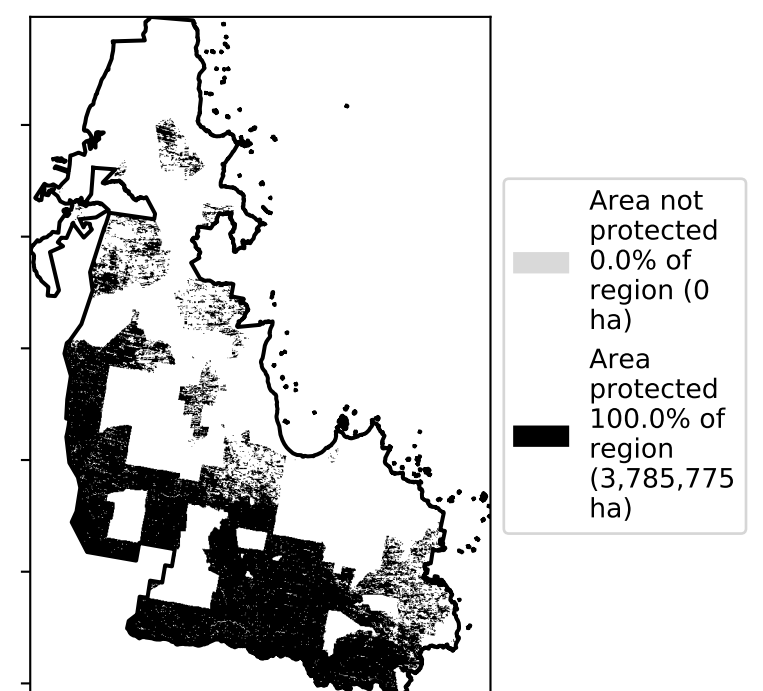 Area not
protected
0.0% of
region (0
ha)
Area
protected
100.0% of
region
(3,785,775
ha)